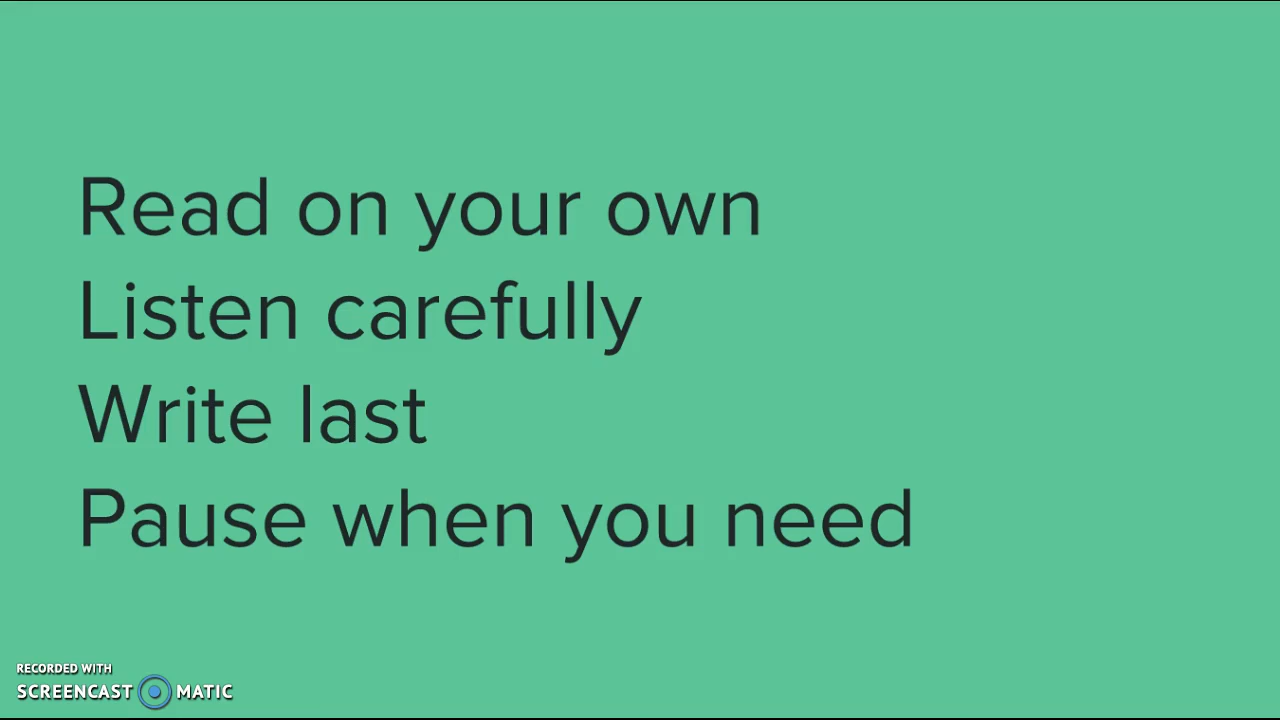 Read on your own
Listen carefully
Write last
Pause when you need
RECORDED WITH
SCREENCAST MATIC